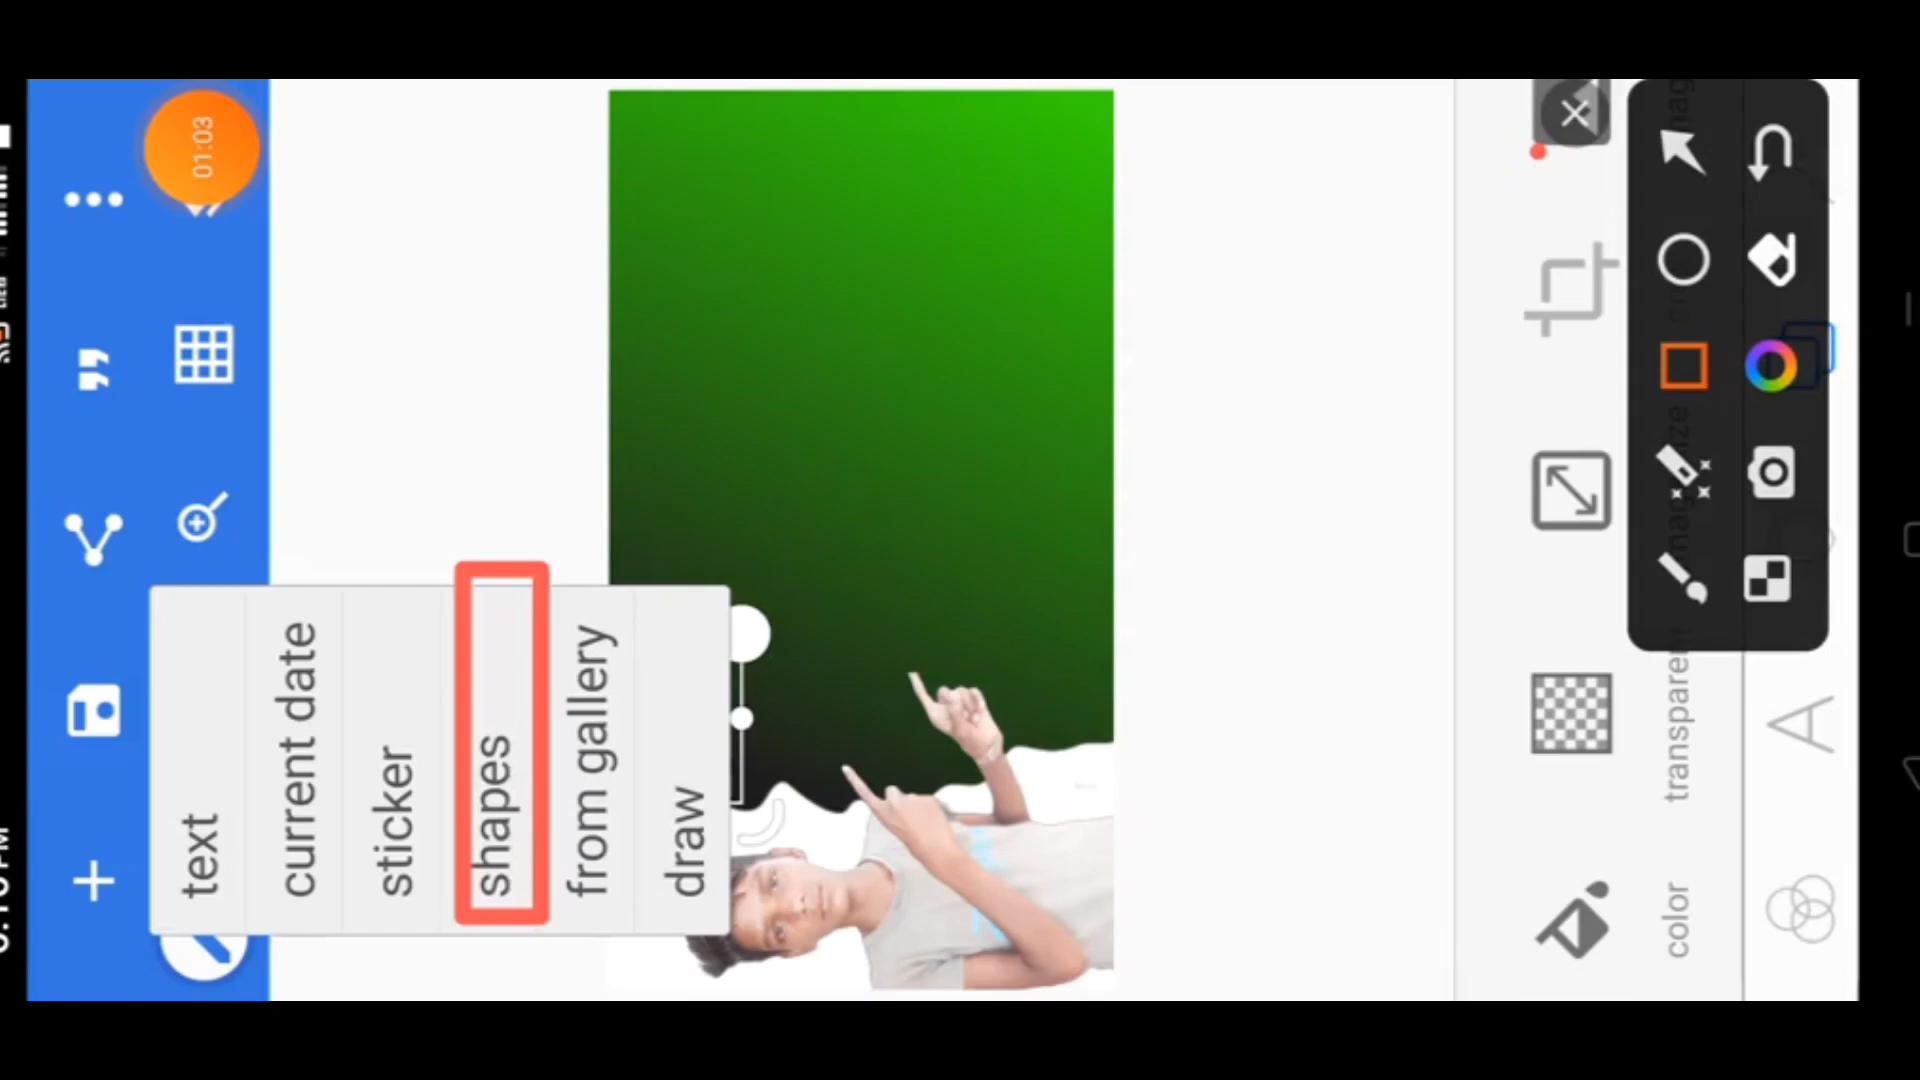 01:03
text
current date
sticker
shapes
from gallery
draw
color
transparent